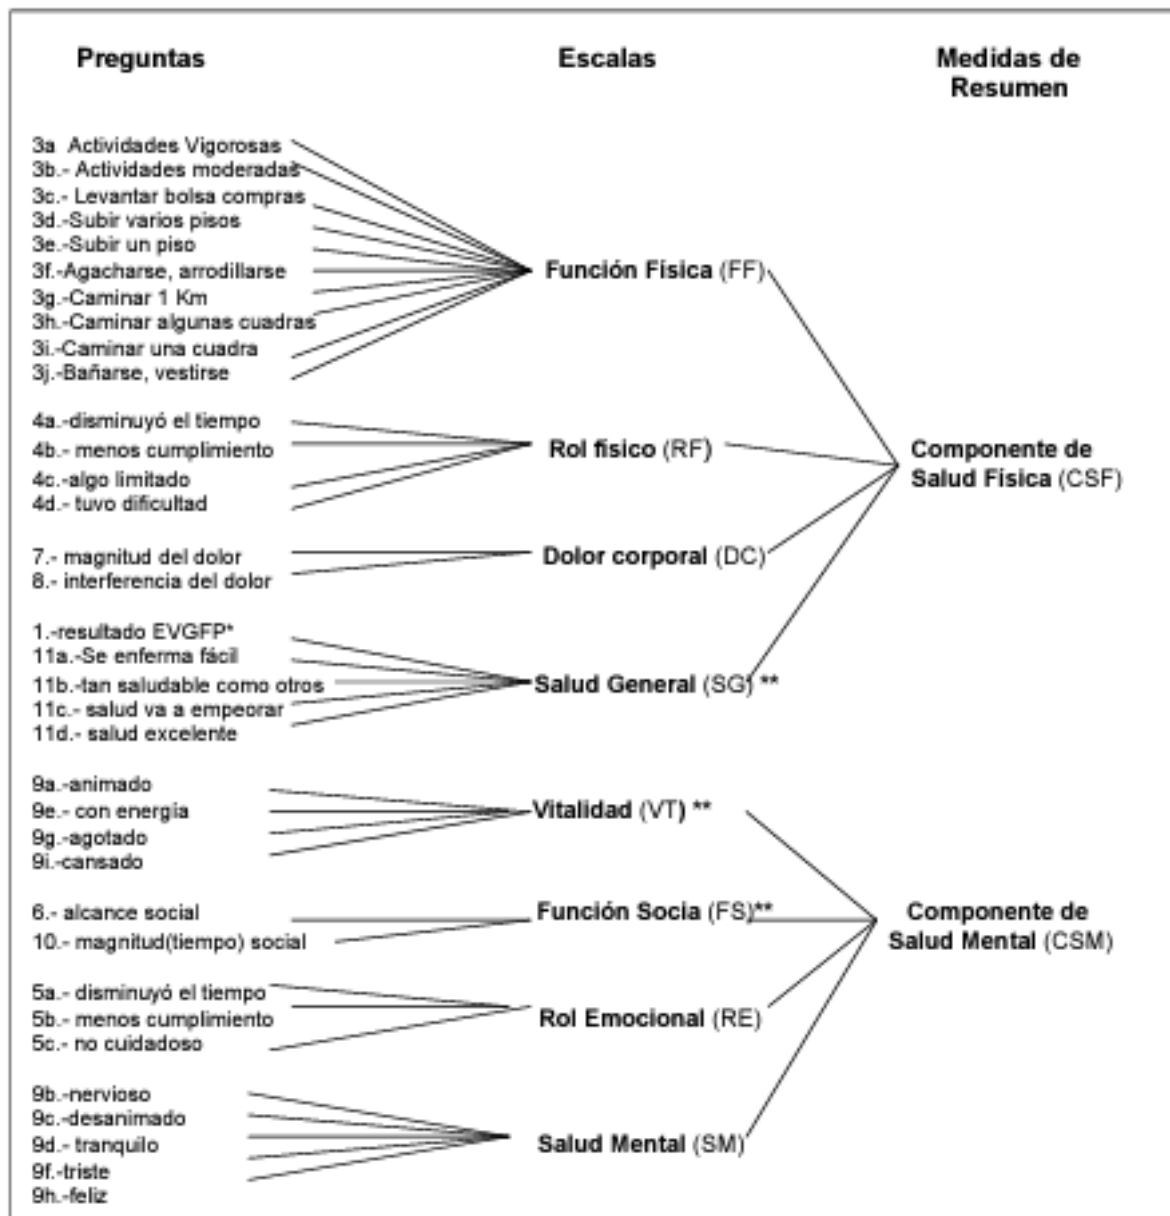 Preguntas
Escalas
Medidas de
Resumen
3a Actividades Vigorosas
3b.- Actividades moderadas
3c.- Levantar bolsa compras
3d.-Subir varios pisos
3e.-Subir un piso
3f.-Agacharse, arrodillarse
3g.-Caminar 1 Km
3h.-Caminar algunas cuadras
3i.-Caminar una cuadra
3j.-Bañarse, vestirse
Función Física (FF)
4a.-disminuyó el tiempo
4b.- menos cumplimiento
4c.-algo limitado
4d.- tuvo dificultad
Rol físico (RF)
Componente de
Salud Física (CSF)
7.- magnitud del dolor
8.- interferencia del dolor
Dolor corporal (DC)
1.-resultado EVGFP*
11a.-Se enferma fácil
11b.-tan saludable como otros
11c.- salud va a empeorar
11d.- salud excelente
Salud General (SG) **
9a.-animado
9e.- con energía
9g.-agotado
9i.-cansado
Vitalidad (VT) **
6.- alcance social
10.- magnitud(tiempo) social
Función Socia (FS)**
Componente de
Salud Mental (CSM)
5a.- disminuyó el tiempo
5b.- menos cumplimiento
5c.- no cuidadoso
Rol Emocional (RE)
9b.-nervioso
9c.-desanimado
9d.- tranquilo
9f.-triste
9h.-feliz
Salud Mental (SM)